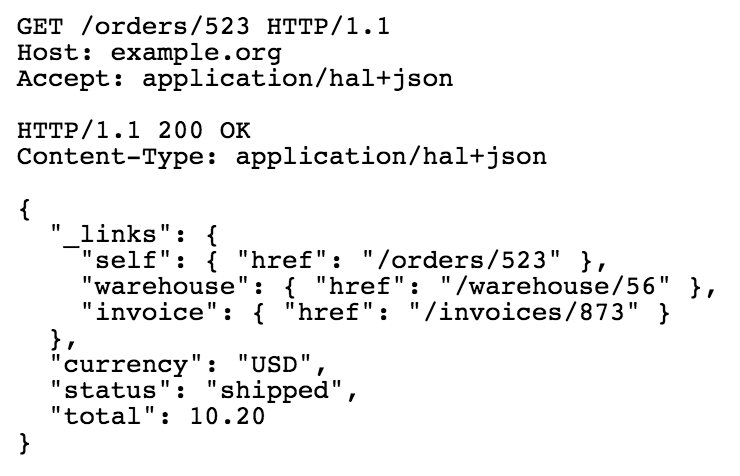 GET /orders/523 HTTP/1.1
Host: example.org
Accept: application/hal+json

HTTP/1.1 200 OK
Content-Type: application/hal+json

{
  "_links": {
    "self": { "href": "/orders/523" },
    "warehouse": { "href": "/warehouse/56" },
    "invoice": { "href": "/invoices/873" }
  },
  "currency": "USD",
  "status": "shipped",
  "total": 10.20
}